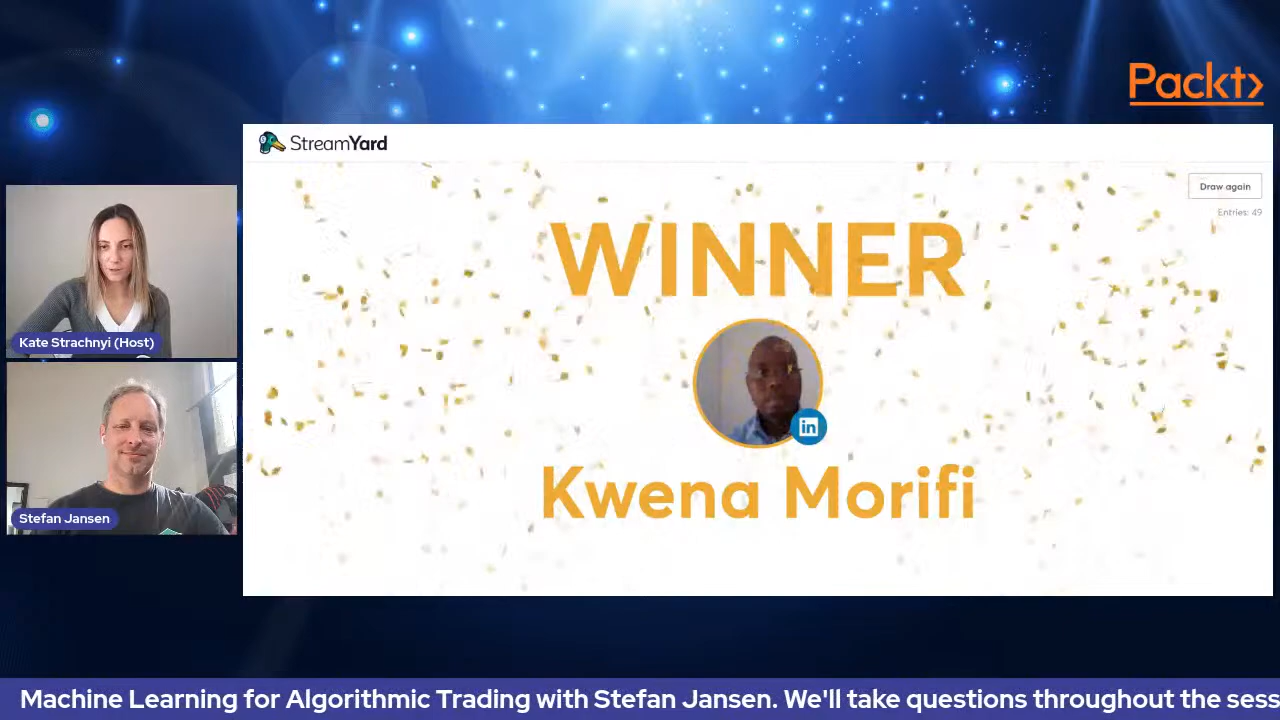 Packt>
StreamYard
Draw again
Entries: 49
WINNER
in
Kwena Morifi
Kate Strachnyi (Host)
Stefan Jansen
Machine Learning for Algorithmic Trading with Stefan Jansen. We'll take questions throughout the sess